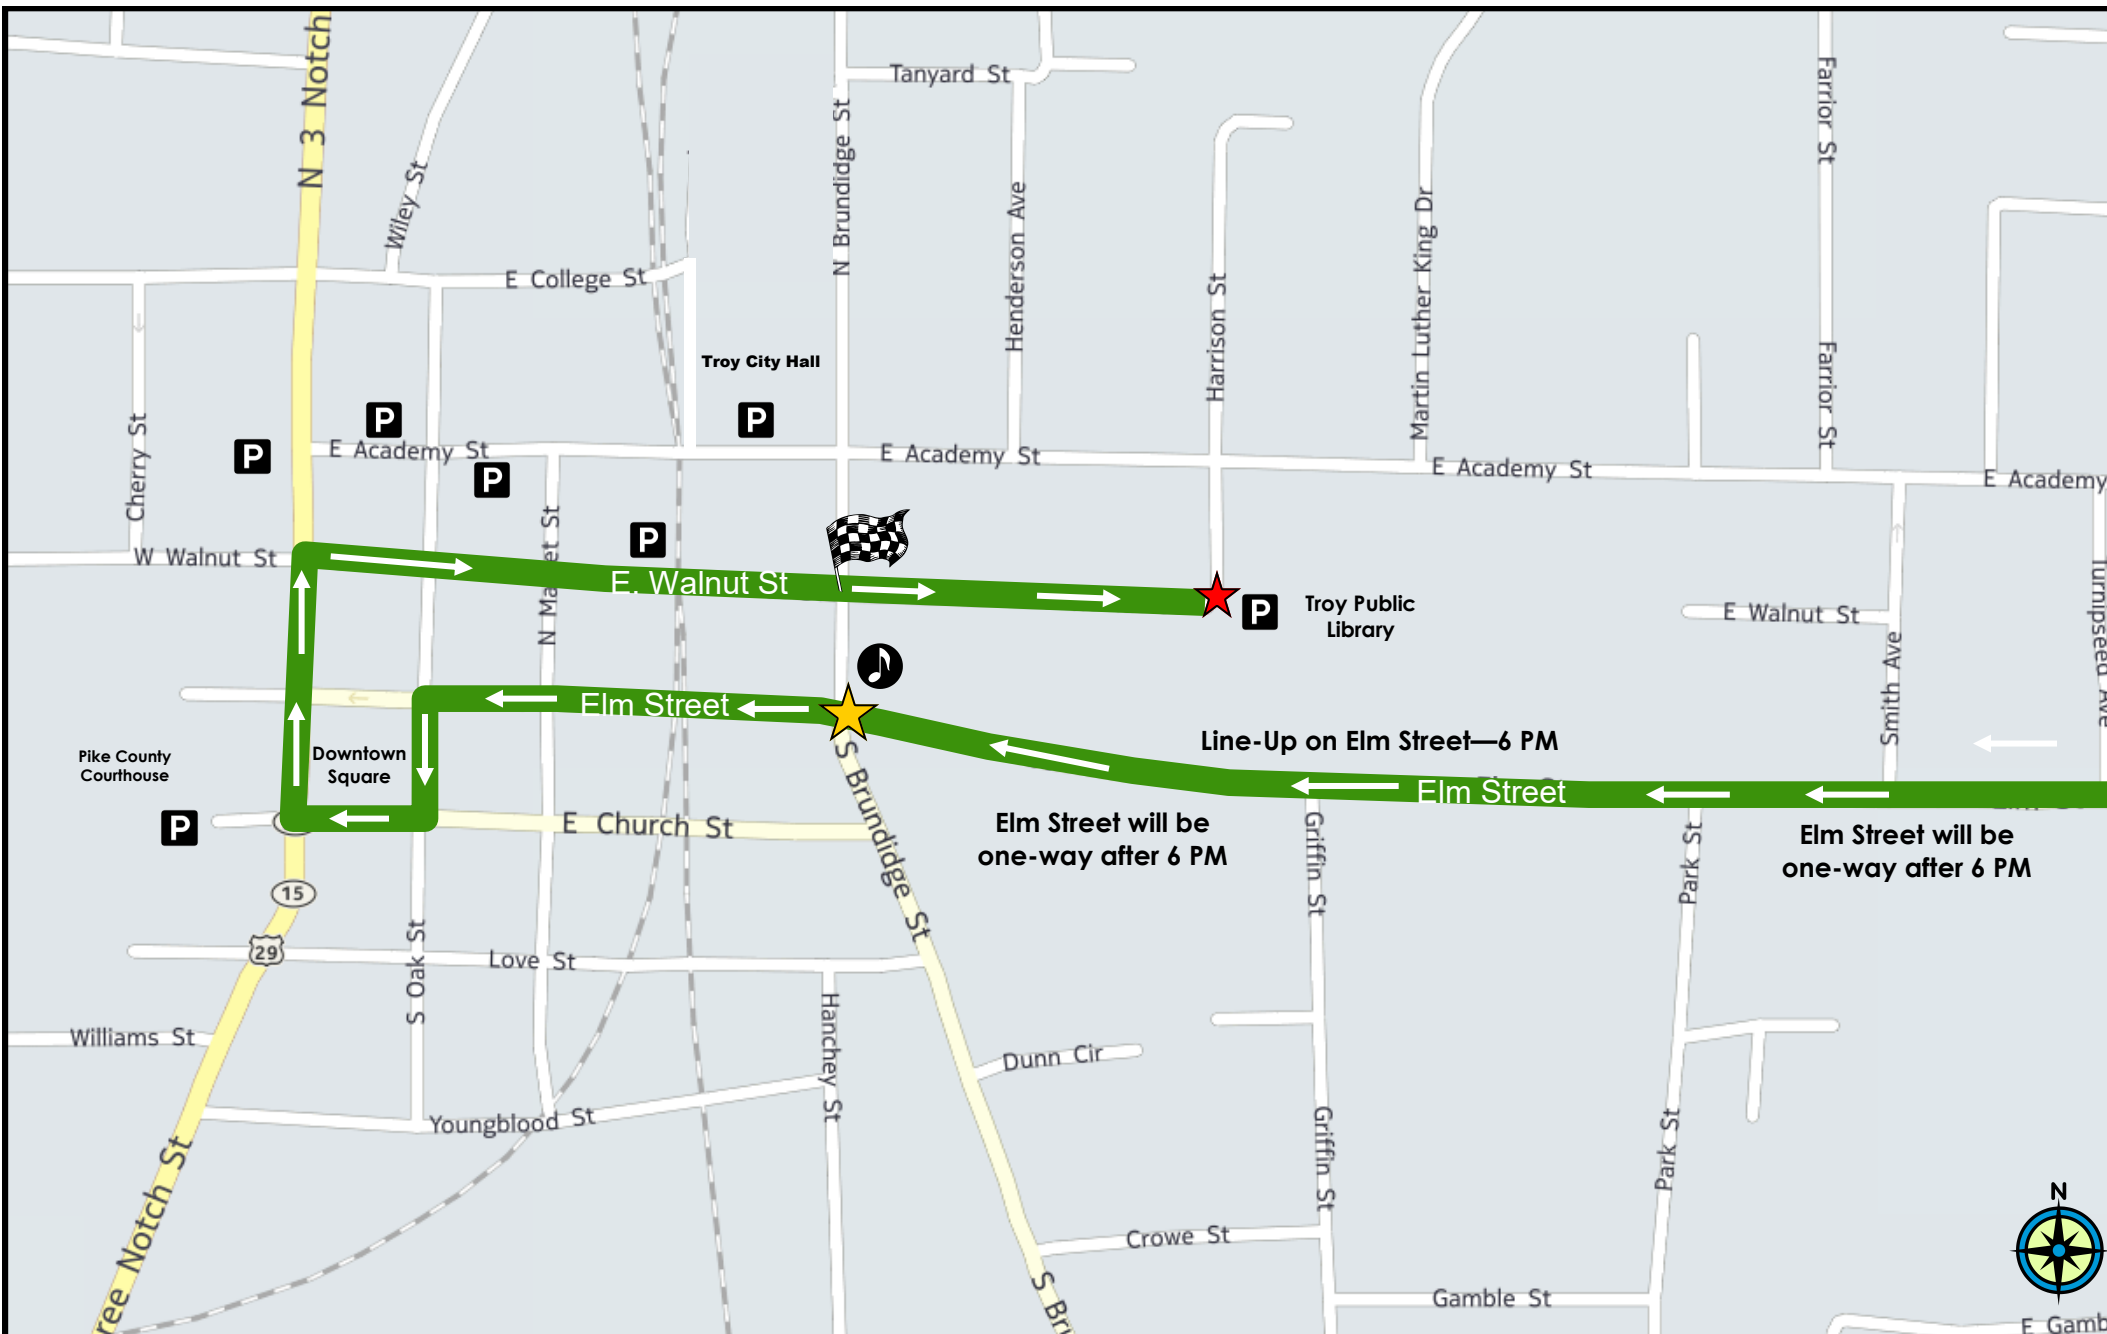 N 3 Notch
Tanyard St
Farrior St
N Brundidge St
Wiley St
Henderson Ave
Martin Luther King Dr
E College St
Harrison St
Troy City Hall
P
P
Farrior St
Cherry St
P
E Academy St
P
E Academy St
E Academy St
E Academy
N Ma et St
W Walnut St
P
E. Walnut St
P
Troy Public
Library
E Walnut St
Turnipseed Ave
Smith Ave
Elm Street
Pike County
Courthouse
Downtown
Square
Line-Up on Elm Street—6 PM
Elm Street
P
E Church St
S Brundidge St
Elm Street will be
one-way after 6 PM
Griffin St
Park St
Elm Street will be
one-way after 6 PM
15
29
S Oak St
Love St
Williams St
Hanchey St
Dunn Cir
Youngblood St
Griffin St
Park St
ree Notch St
Crowe St
N
S Bru
Gamble St
E Gamb